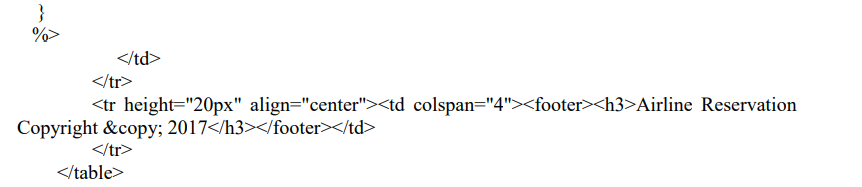 }
%>
</td>
</tr>
<tr height="20px" align="center"><td colspan="4"><footer><h3>Airline Reservation
Copyright &copy; 2017</h3></footer></td>
</tr>
</table>